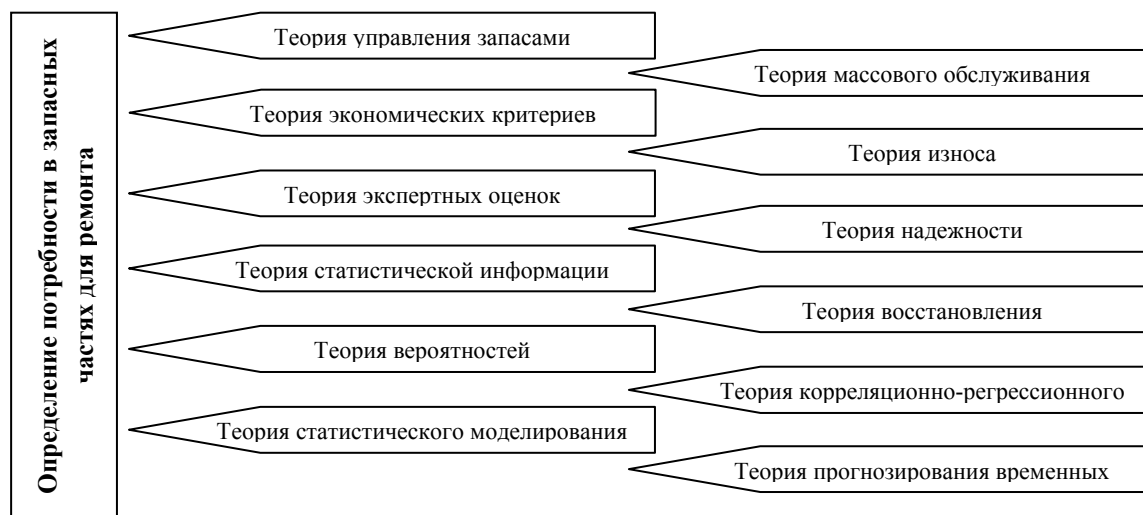 Определение потребности в запасных
частях для ремонта
Теория управления запасами
Теория массового обслуживания
Теория экономических критериев
Теория износа
Теория экспертных оценок
Теория надежности
Теория статистической информации
Теория восстановления
Теория вероятностей
Теория корреляционно-регрессионного
Теория статистического моделирования
Теория прогнозирования временных